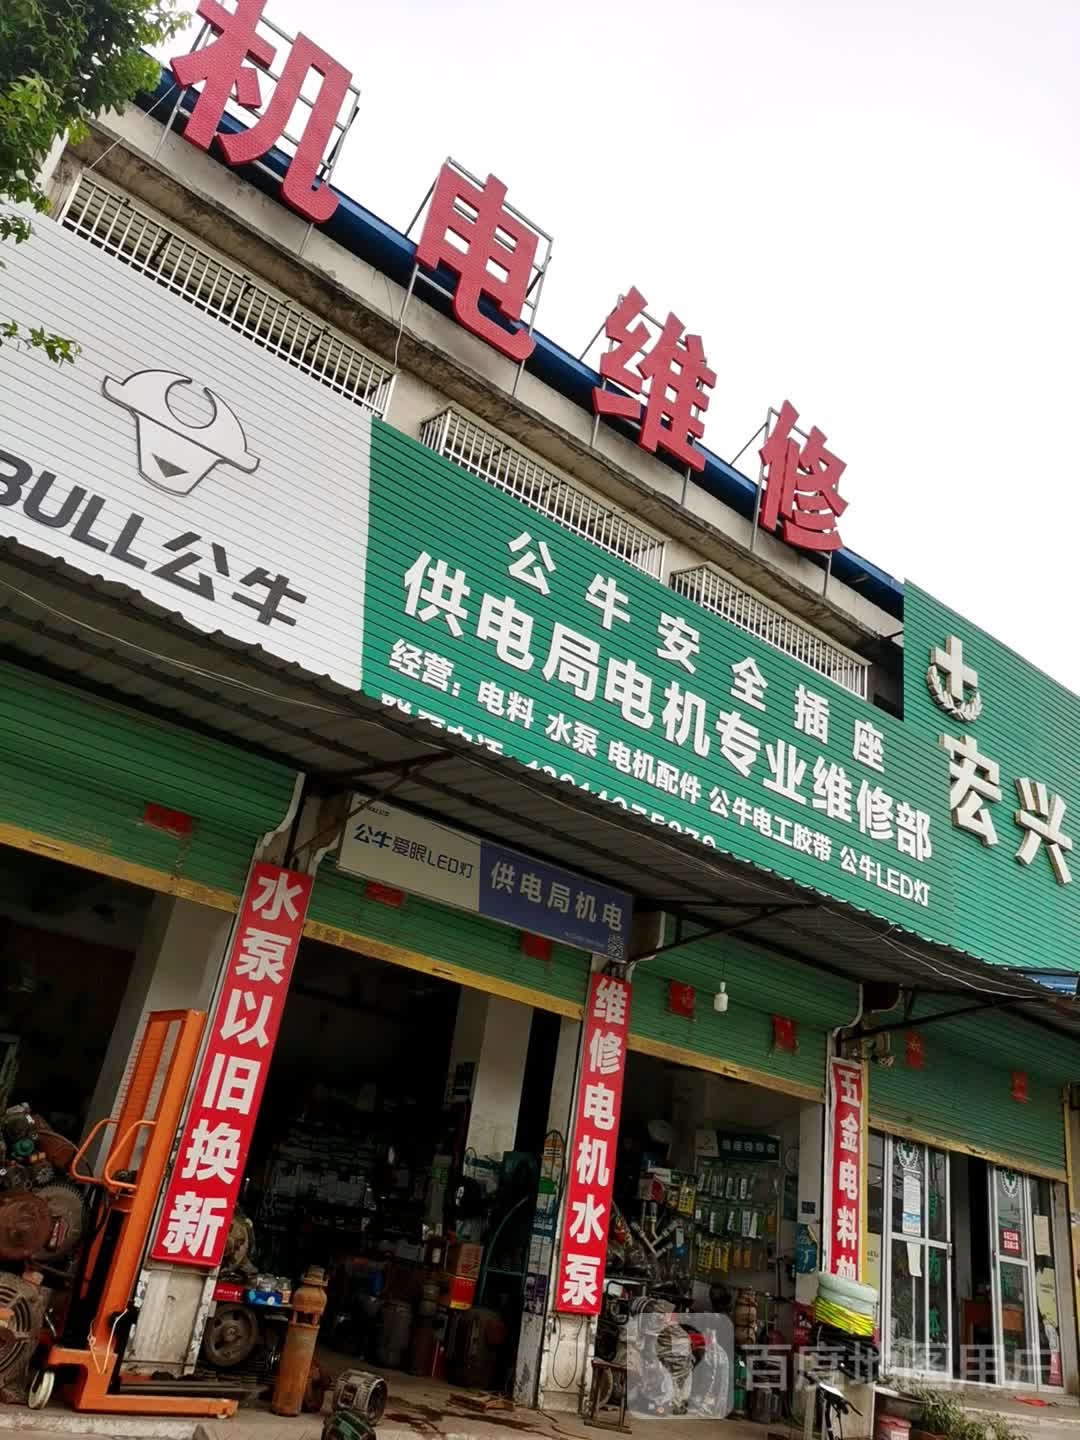 机电维修
BULL公牛
公牛安全插座
供电局电机专业维修部
经营：电料 水泵 电机配件 公牛电工胶带 公牛LED灯
宏兴
公牛爱眼LED灯
供电局机电
水泵以旧换新
维修电机水泵
五金电料
百度地图用户